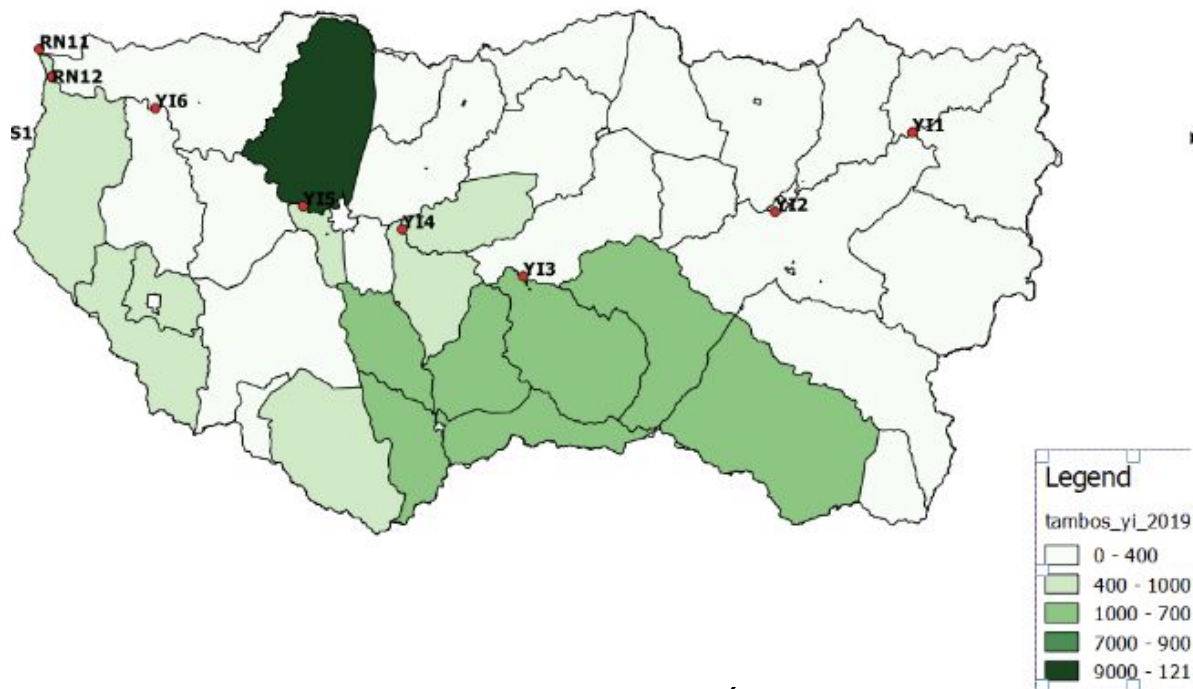 RN11
RN12
YI6
S1
YI1
YI5
YI2
YI4
YI3
Legend
tambos_yi_2019
0 - 400
400 - 1000
1000 - 700
7000 - 900
9000 - 121